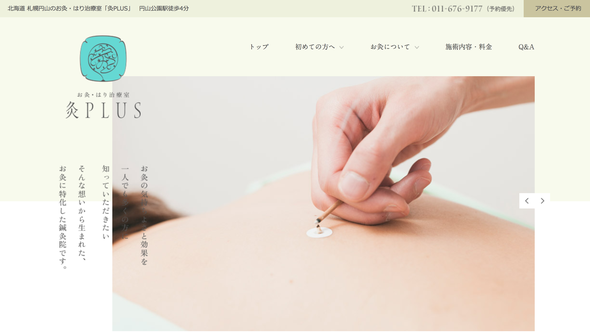 北海道 札幌円山のお灸・はり治療室「灸PLUS」 円山公園駅徒歩4分
TEL:011-676-9177（予約優先）
アクセス・ご予約
お灸・はり治療室
灸PLUS
トップ
初めての方へ
お灸について
施術内容・料金
Q&A
お灸の
と効果を
一人でも
知っていただきたい
そんな想いから生まれた、
お灸に特化した鍼灸院です。